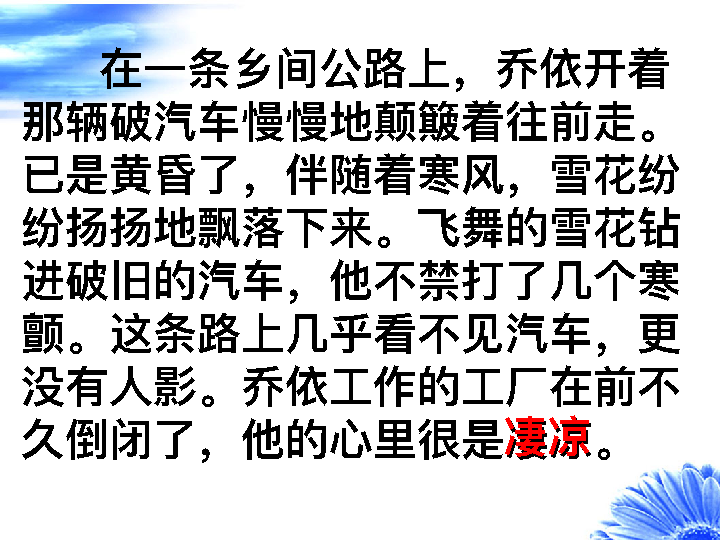 在一条乡间公路上，乔依开着
那辆破汽车慢慢地颠簸着往前走。
已是黄昏了，伴随着寒风，雪花纷
纷扬扬地飘落下来。飞舞的雪花钻
进破旧的汽车，他不禁打了几个寒
颤。这条路上几乎看不见汽车，更
没有人影。乔依工作的工厂在前不
久倒闭了，他的心里很是凄凉。